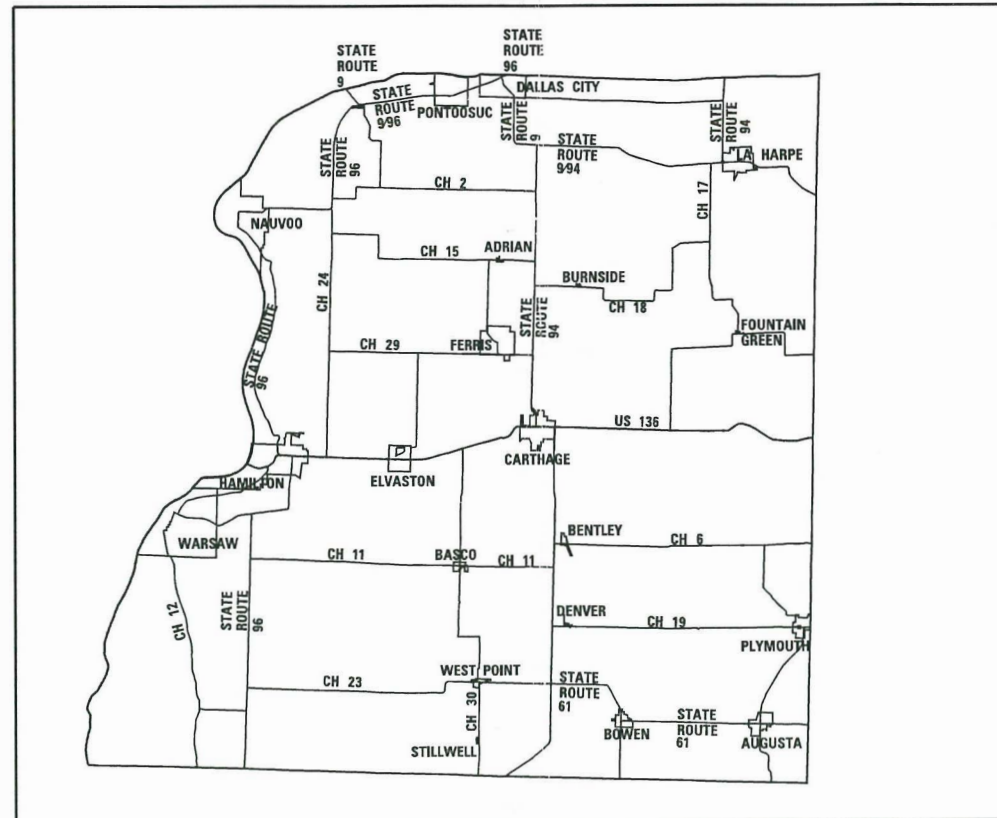 STATE
ROUTE
9
STATE
ROUTE
96
STATE
ROUTE
9/96
PONTOOSUC
DALLAS CITY
STATE
ROUTE
9
STATE
ROUTE
94
STATE
ROUTE
96
STATE
ROUTE
9/94
LA HARPE
CH 2
CH 17
NAUVOO
CH 15
ADRIAN
CH 24
BURNSIDE
CH 18
STATE
ROUTE
94
FOUNTAIN
GREEN
STATE ROUTE
96
CH 29
FERRIS
US 136
CARTHAGE
ELVASTON
HAMILTON
WARSAW
BENTLEY
CH 6
CH 11
BASCO
CH 11
CH 12
STATE
ROUTE
96
DENVER
CH 19
PLYMOUTH
WEST POINT
CH 23
CH 30
STATE
ROUTE
61
BOWEN
STATE
ROUTE
61
AUGUSTA
STILLWELL